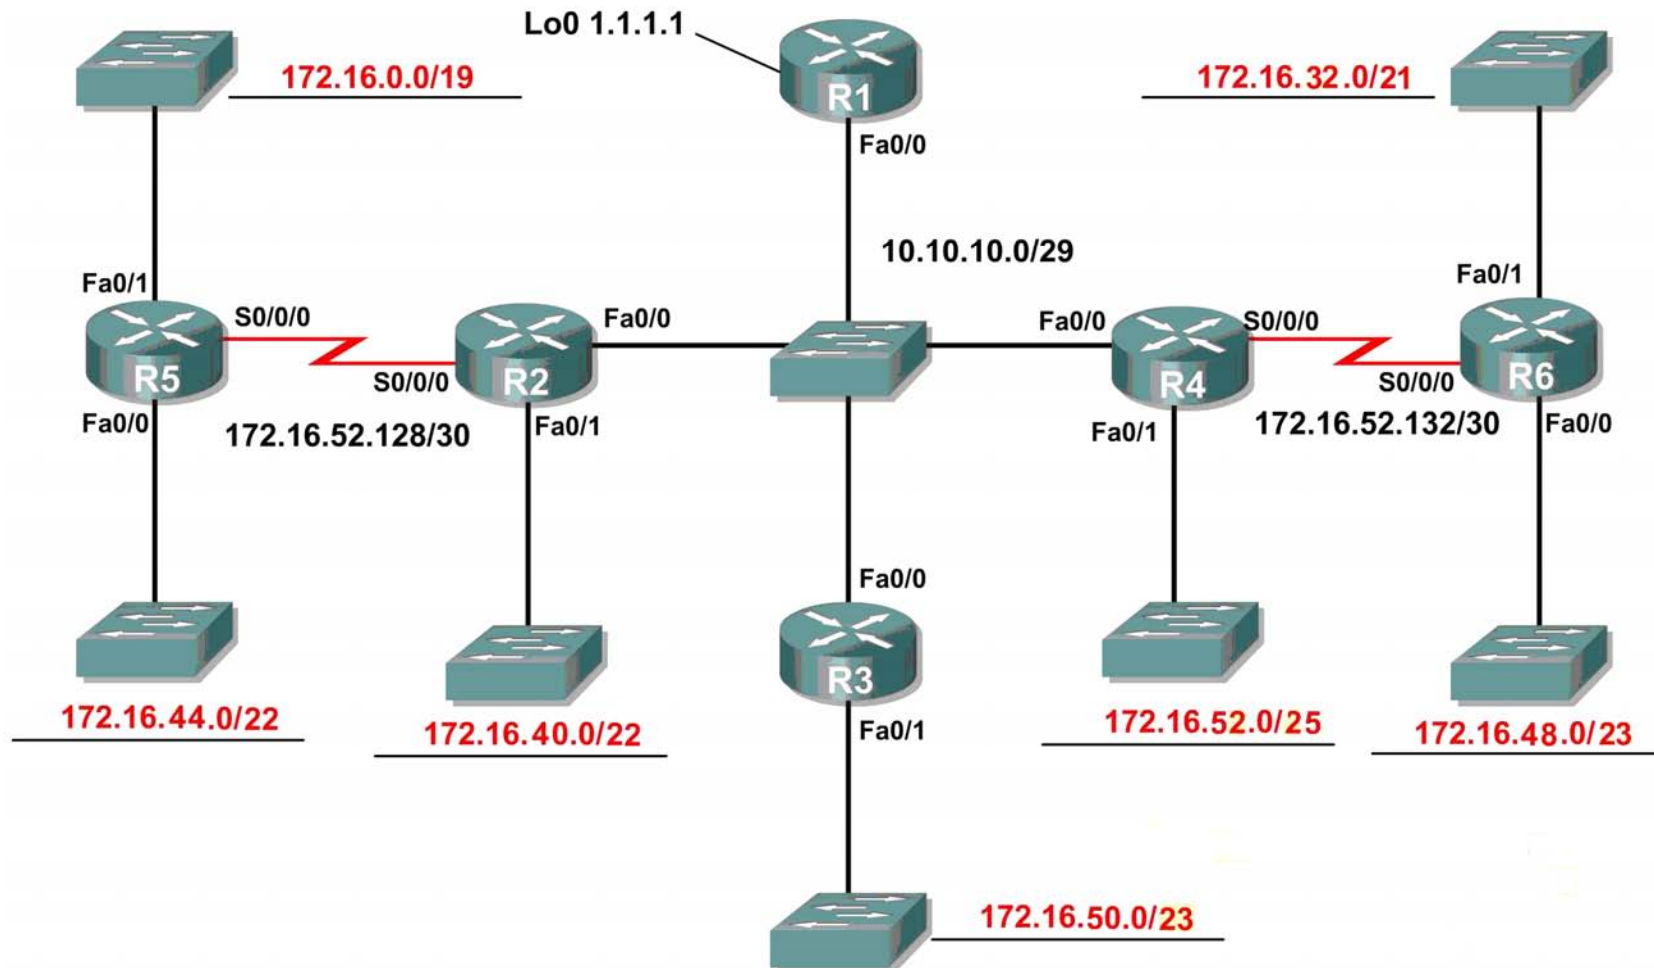 Lo0 1.1.1.1
172.16.0.0/19
R1
172.16.32.0/21
Fa0/0
10.10.10.0/29
Fa0/1
Fa0/1
S0/0/0
Fa0/0
Fa0/0
S0/0/0
R5
S0/0/0
R2
R4
S0/0/0
R6
Fa0/0
172.16.52.128/30
Fa0/1
Fa0/1
172.16.52.132/30
Fa0/0
Fa0/0
R3
172.16.44.0/22
172.16.40.0/22
Fa0/1
172.16.52.0/25
172.16.48.0/23
172.16.50.0/23